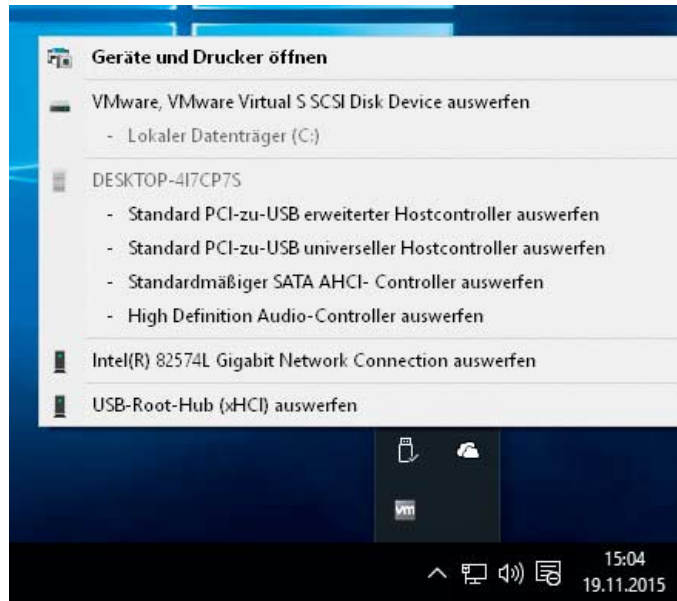 Geräte und Drucker öffnen
VMware, VMware Virtual S SCSI Disk Device auswerfen
- Lokaler Datenträger (C:)
DESKTOP-4I7CP7S
- Standard PCI-zu-USB erweiterter Hostcontroller auswerfen
- Standard PCI-zu-USB universeller Hostcontroller auswerfen
- Standardmäßiger SATA AHCI- Controller auswerfen
- High Definition Audio-Controller auswerfen
Intel(R) 82574L Gigabit Network Connection auswerfen
USB-Root-Hub (xHCI) auswerfen
vm
15:04
19.11.2015